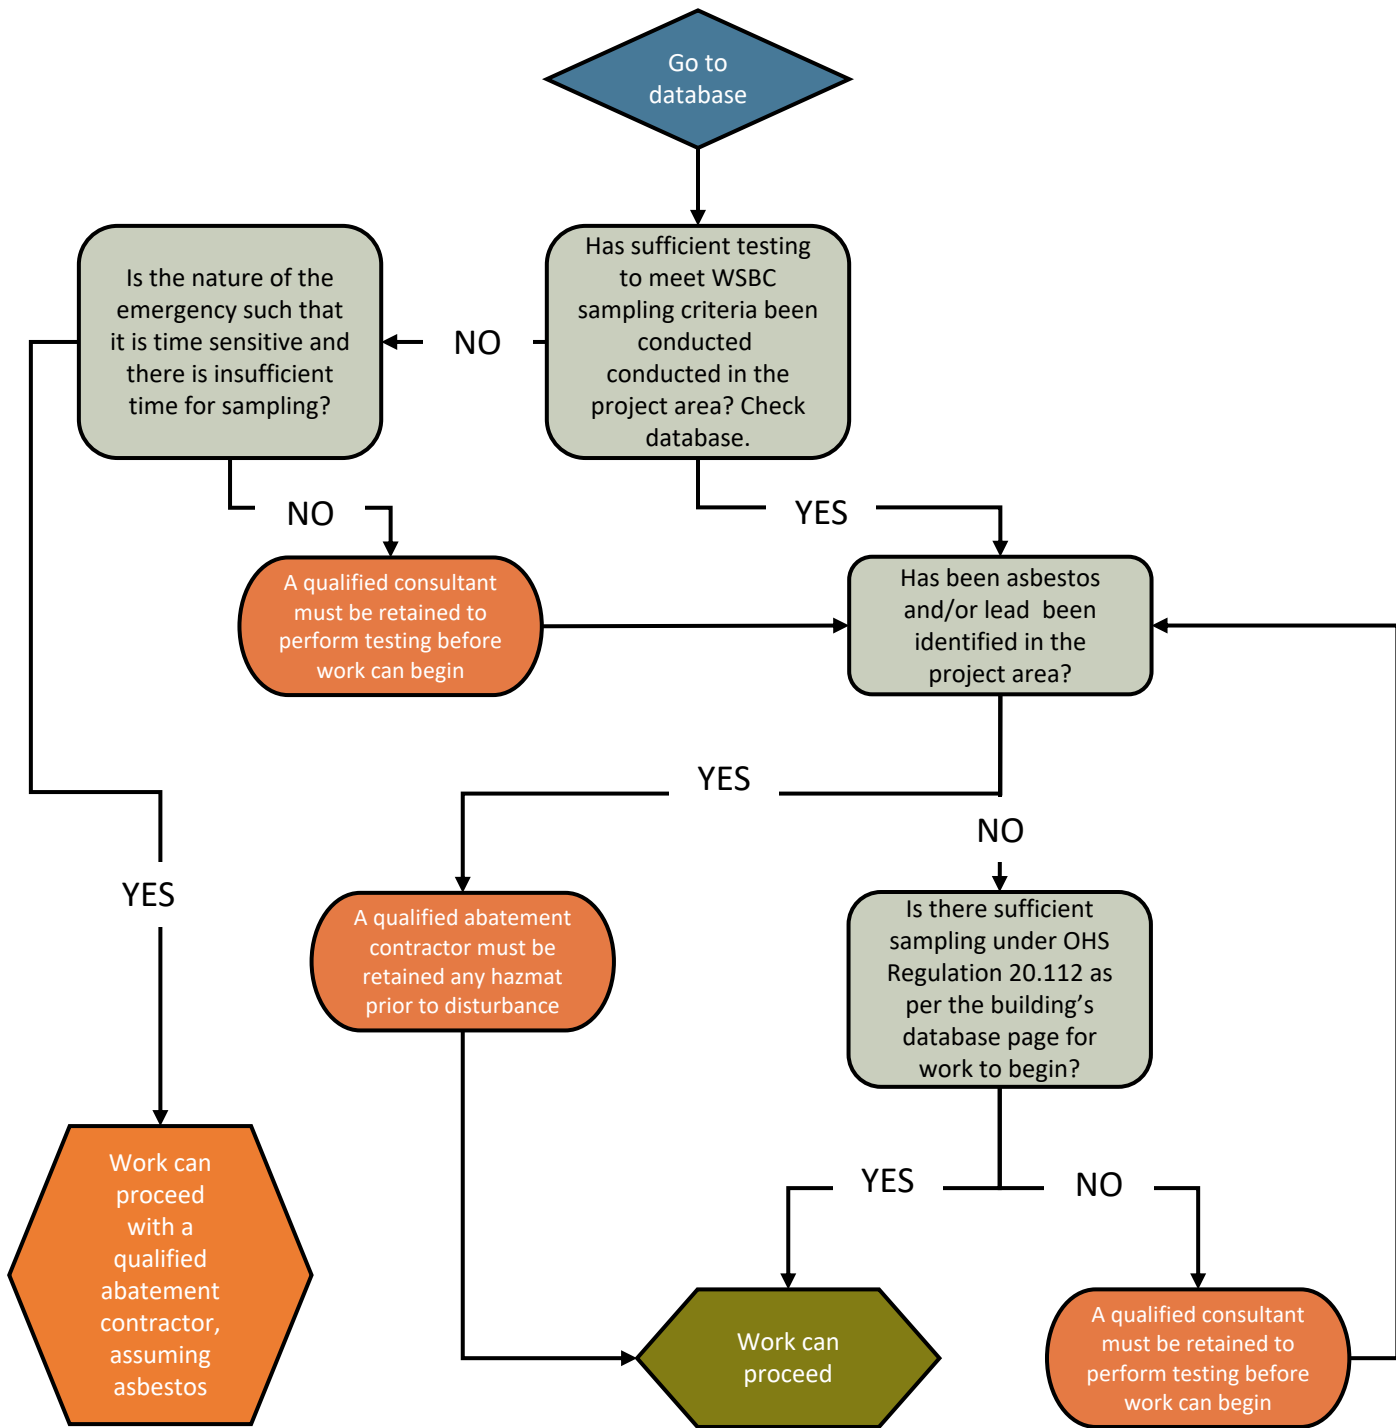 Go to
database
Has sufficient testing
to meet WSBC
sampling criteria been
conducted
conducted in the
project area? Check
database.
NO
Is the nature of the
emergency such that
it is time sensitive and
there is insufficient
time for sampling?
NO
YES
A qualified consultant
must be retained to
perform testing before
work can begin
Has been asbestos
and/or lead  been
identified in the
project area?
YES
NO
YES
A qualified abatement
contractor must be
retained any hazmat
prior to disturbance
Is there sufficient
sampling under OHS
Regulation 20.112 as
per the building’s
database page for
work to begin?
YES
NO
Work can
proceed
with a
qualified
abatement
contractor,
assuming
asbestos
Work can
proceed
A qualified consultant
must be retained to
perform testing before
work can begin